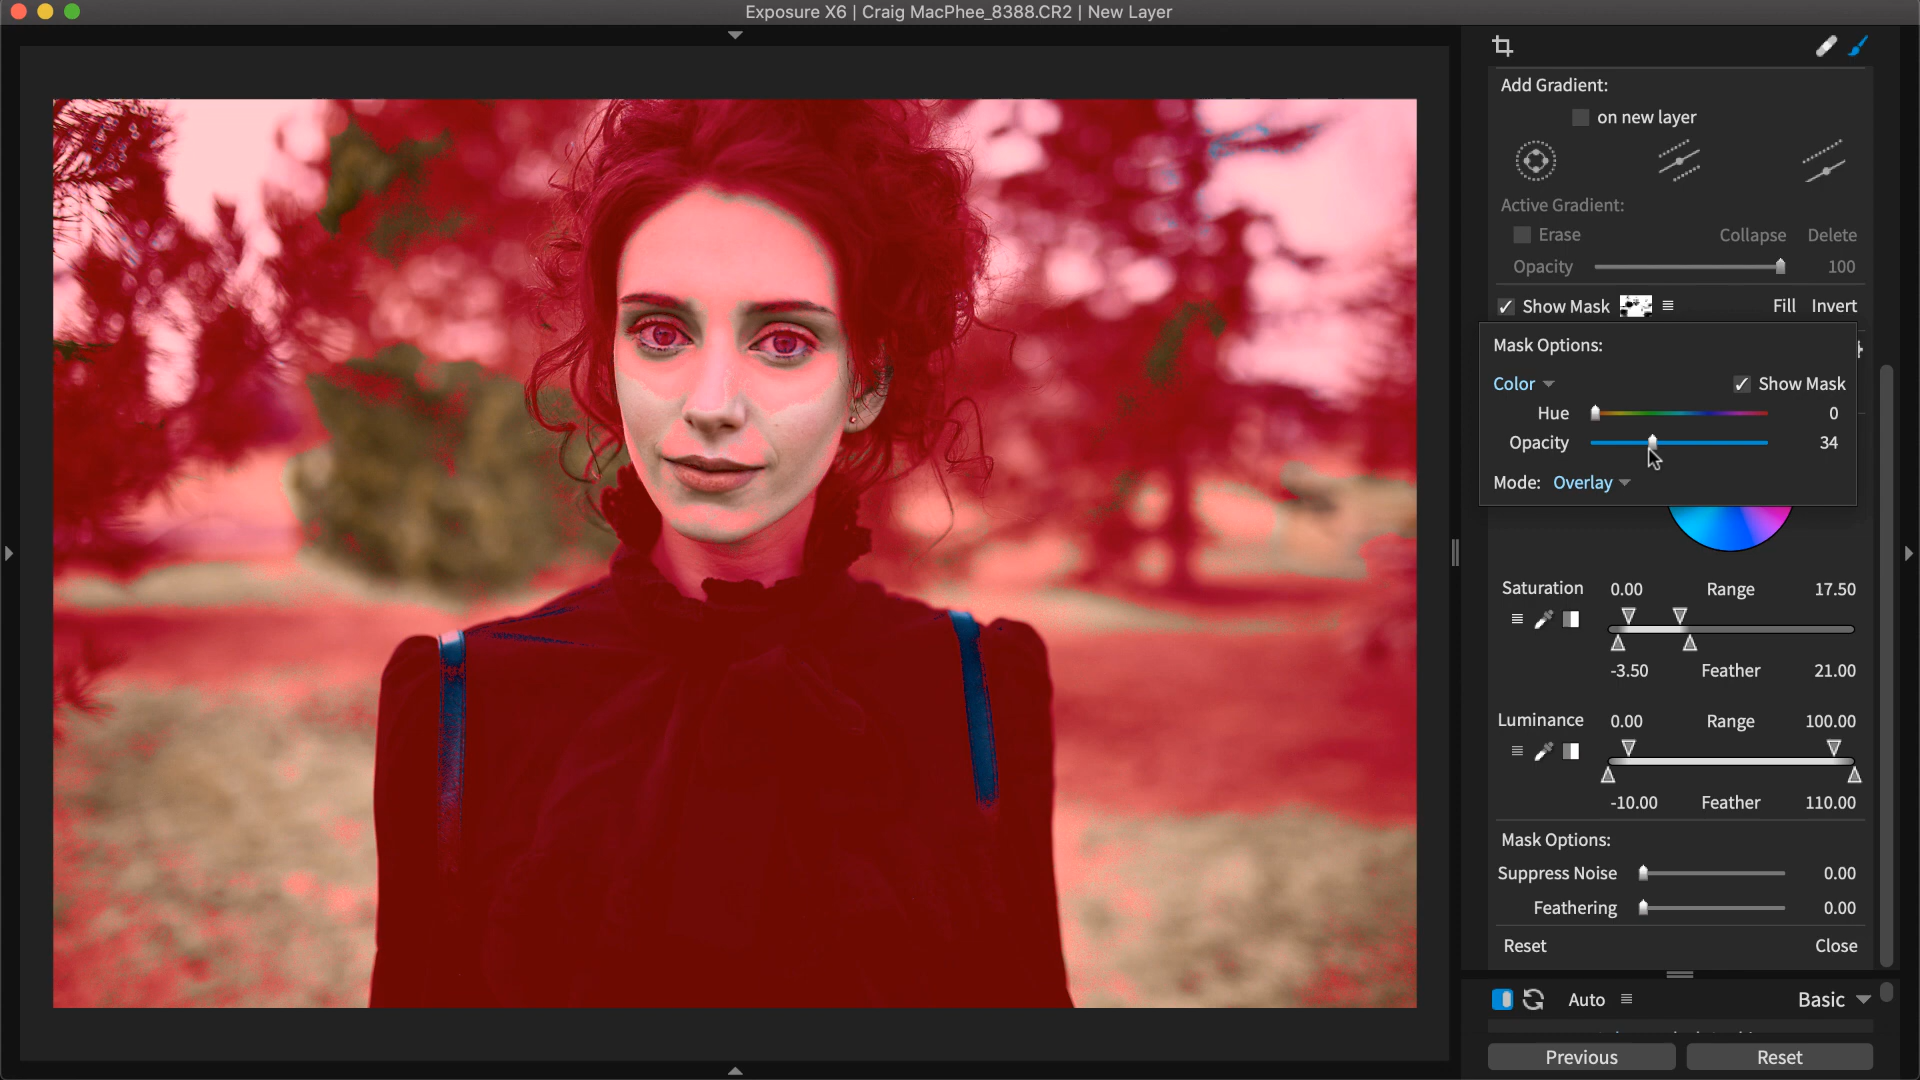 Exposure X6 | Craig MacPhee_8388.CR2 | New Layer
Add Gradient:
on new layer
Active Gradient:
Erase Collapse Delete
Opacity 100
Show Mask Fill Invert
Mask Options:
Color Show Mask
Hue 0
Opacity 34
Mode: Overlay
Saturation 0.00 Range 17.50
-3.50 Feather 21.00
Luminance 0.00 Range 100.00
-10.00 Feather 110.00
Mask Options:
Suppress Noise 0.00
Feathering 0.00
Reset Close
Auto Basic
Previous Reset